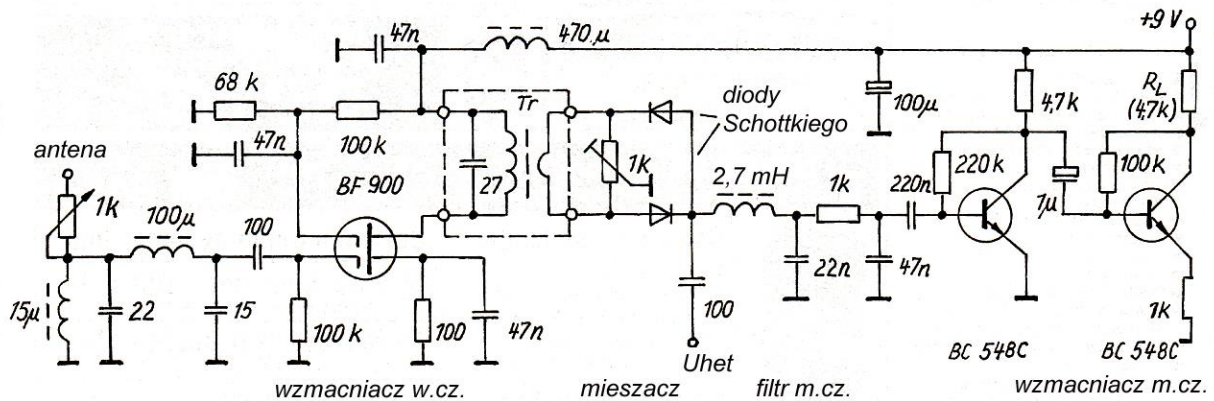 47n
470µ
+9 V
68 k
Tr
diody
Schottkiego
100µ
4,7k
R_L
(4,7k)
47n
100k
antena
1k
BF 900
27
1k
2,7 mH
1k
220n
220k
1µ
100k
100µ
100
15µ
22
15
100 k
100
47n
100
22n
47n
1k
Uhet
BC 548C
BC 548C
wzmacniacz w.cz.
mieszacz
filtr m.cz.
wzmacniacz m.cz.